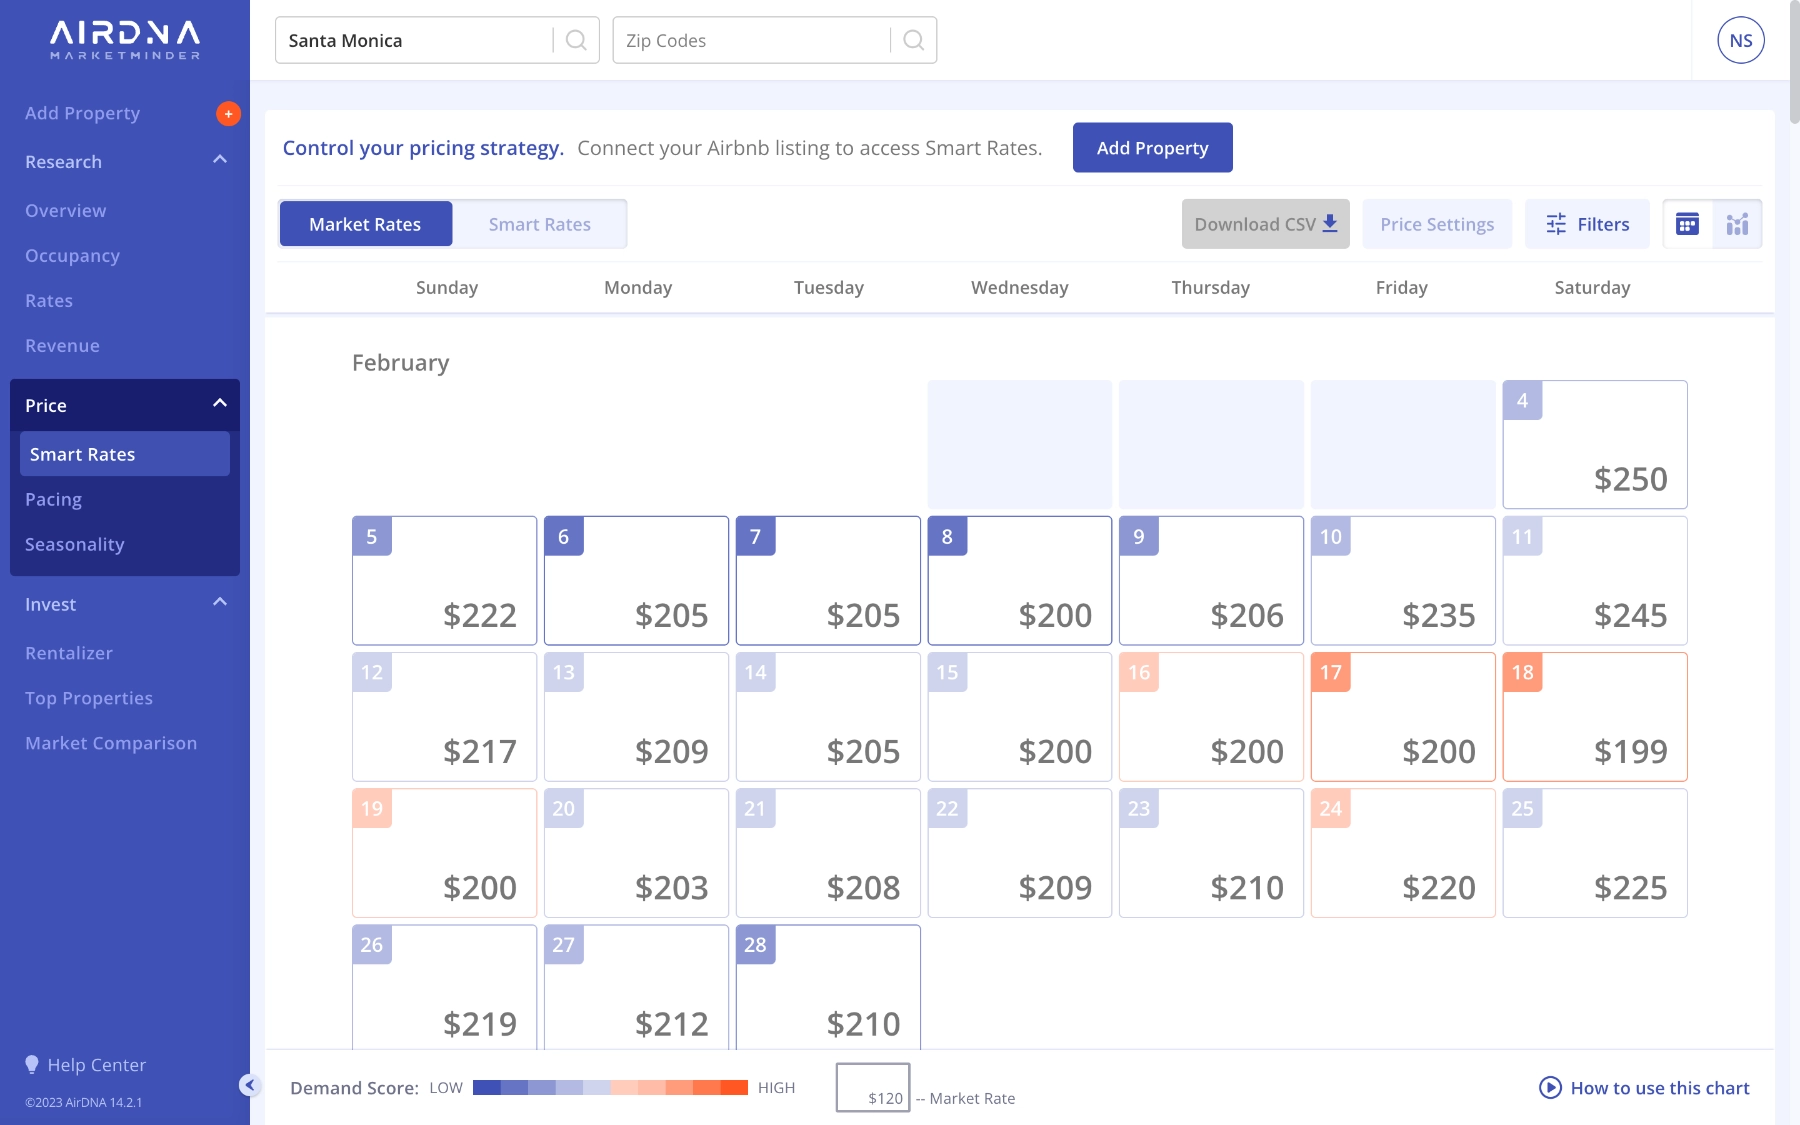 AIRDNA
MARKETMINDER
Add Property +
Research
Overview
Occupancy
Rates
Revenue
Price
Smart Rates
Pacing
Seasonality
Invest
Rentalizer
Top Properties
Market Comparison
Help Center
©2023 AirDNA 14.2.1
Santa Monica
Zip Codes
NS
Control your pricing strategy. Connect your Airbnb listing to access Smart Rates. Add Property
Market Rates Smart Rates Download CSV Price Settings Filters
Sunday Monday Tuesday Wednesday Thursday Friday Saturday
February
4
$250
5 6 7 8 9 10 11
$222 $205 $205 $200 $206 $235 $245
12 13 14 15 16 17 18
$217 $209 $205 $200 $200 $200 $199
19 20 21 22 23 24 25
$200 $203 $208 $209 $210 $220 $225
26 27 28
$219 $212 $210
Demand Score: LOW HIGH $120 -- Market Rate How to use this chart